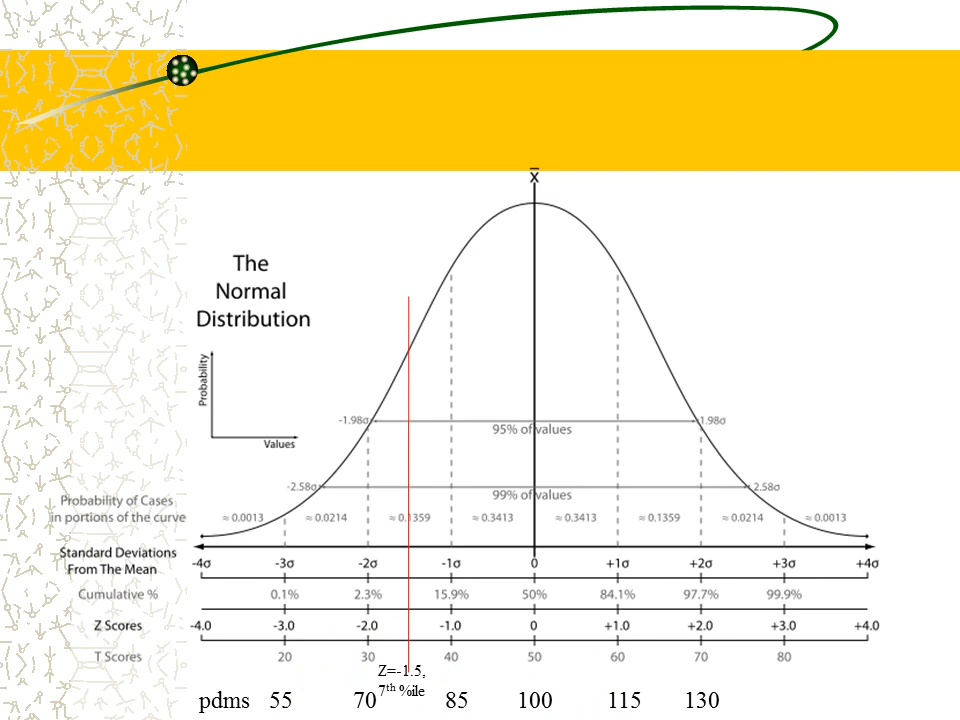 x̄
The
Normal
Distribution
Probability
Values
-1.98σ
1.98σ
95% of values
-2.58σ
2.58σ
99% of values
Probability of Cases
in portions of the curve
≈ 0.0013 ≈ 0.0214 ≈ 0.1359 ≈ 0.3413 ≈ 0.3413 ≈ 0.1359 ≈ 0.0214 ≈ 0.0013
Standard Deviations
From The Mean
-4σ -3σ -2σ -1σ 0 +1σ +2σ +3σ +4σ
Cumulative % 0.1% 2.3% 15.9% 50% 84.1% 97.7% 99.9%
Z Scores -4.0 -3.0 -2.0 -1.0 0 +1.0 +2.0 +3.0 +4.0
T Scores 20 30 40 50 60 70 80
Z=-1.5,
7th %ile
pdms 55 70 85 100 115 130